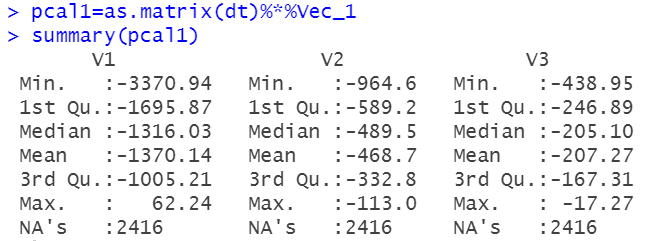 > pcal1=as.matrix(dt)%*%Vec_1
> summary(pcal1)
V1 V2 V3
Min. :-3370.94 Min. :-964.6 Min. :-438.95
1st Qu.:-1695.87 1st Qu.:-589.2 1st Qu.:-246.89
Median :-1316.03 Median :-489.5 Median :-205.10
Mean :-1370.14 Mean :-468.7 Mean :-207.27
3rd Qu.:-1005.21 3rd Qu.:-332.8 3rd Qu.:-167.31
Max. : 62.24 Max. :-113.0 Max. : -17.27
NA's :2416 NA's :2416 NA's :2416